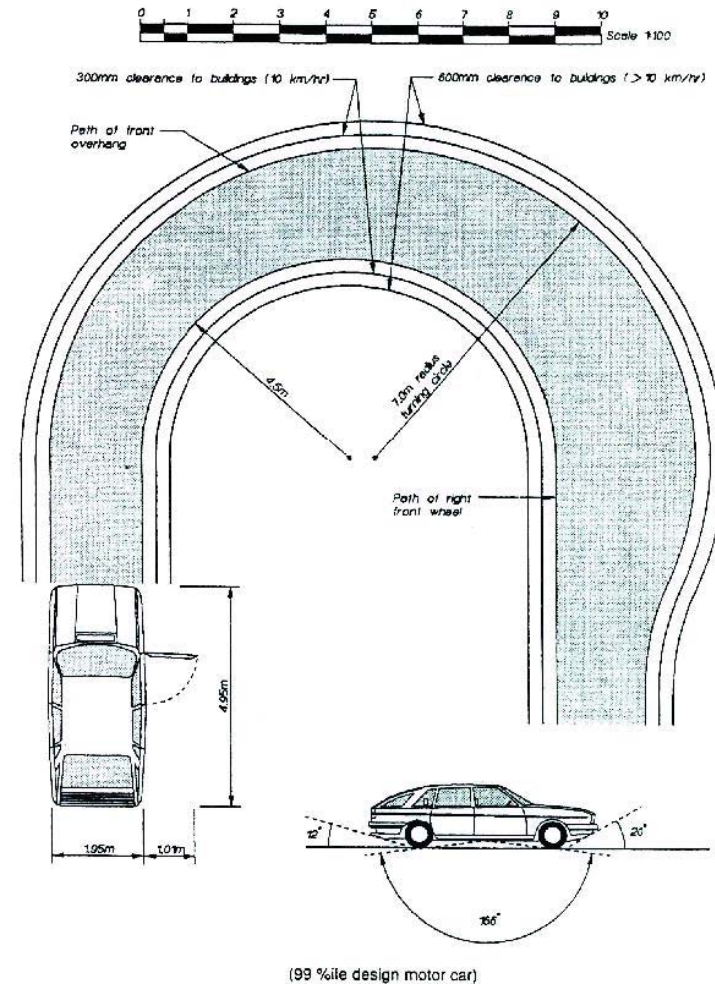 0 1 2 3 4 5 6 7 8 9 10
Scale 1:100
300mm clearance to buildings (10 km/hr)
600mm clearance to buildings (> 10 km/hr)
Path of front
overhang
4.5m
7.0m radius
turning circle
Path of right
front wheel
4.95m
1.95m
1.01m
12°
20°
166°
(99 %ile design motor car)